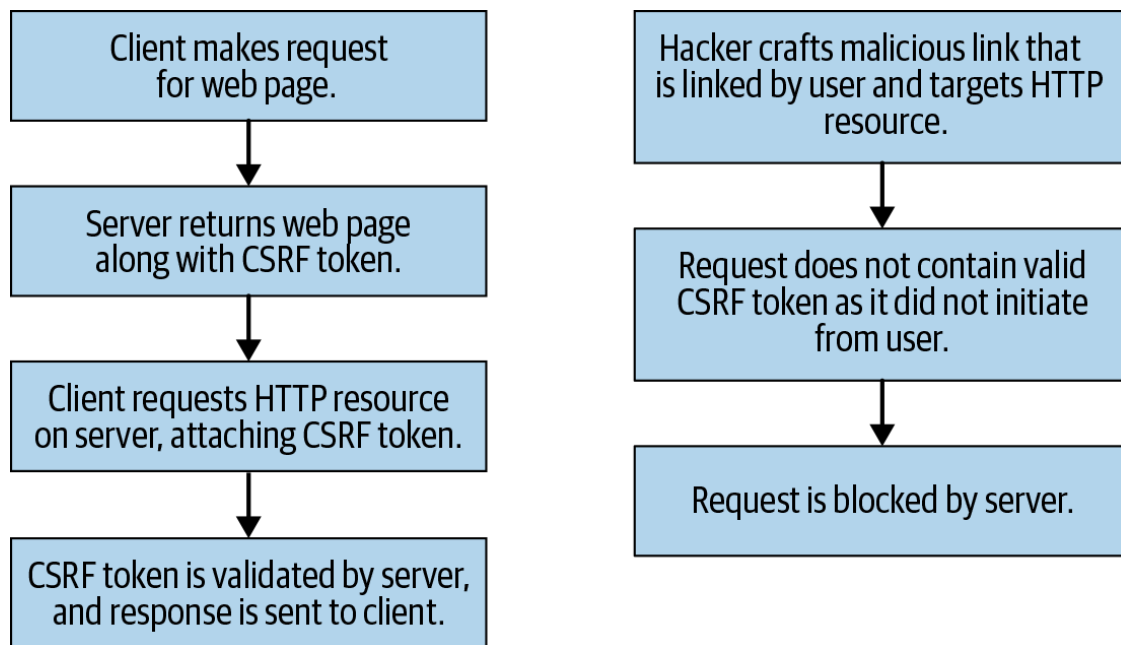 Client makes request
for web page.
Server returns web page
along with CSRF token.
Client requests HTTP resource
on server, attaching CSRF token.
CSRF token is validated by server,
and response is sent to client.
Hacker crafts malicious link that
is linked by user and targets HTTP
resource.
Request does not contain valid
CSRF token as it did not initiate
from user.
Request is blocked by server.